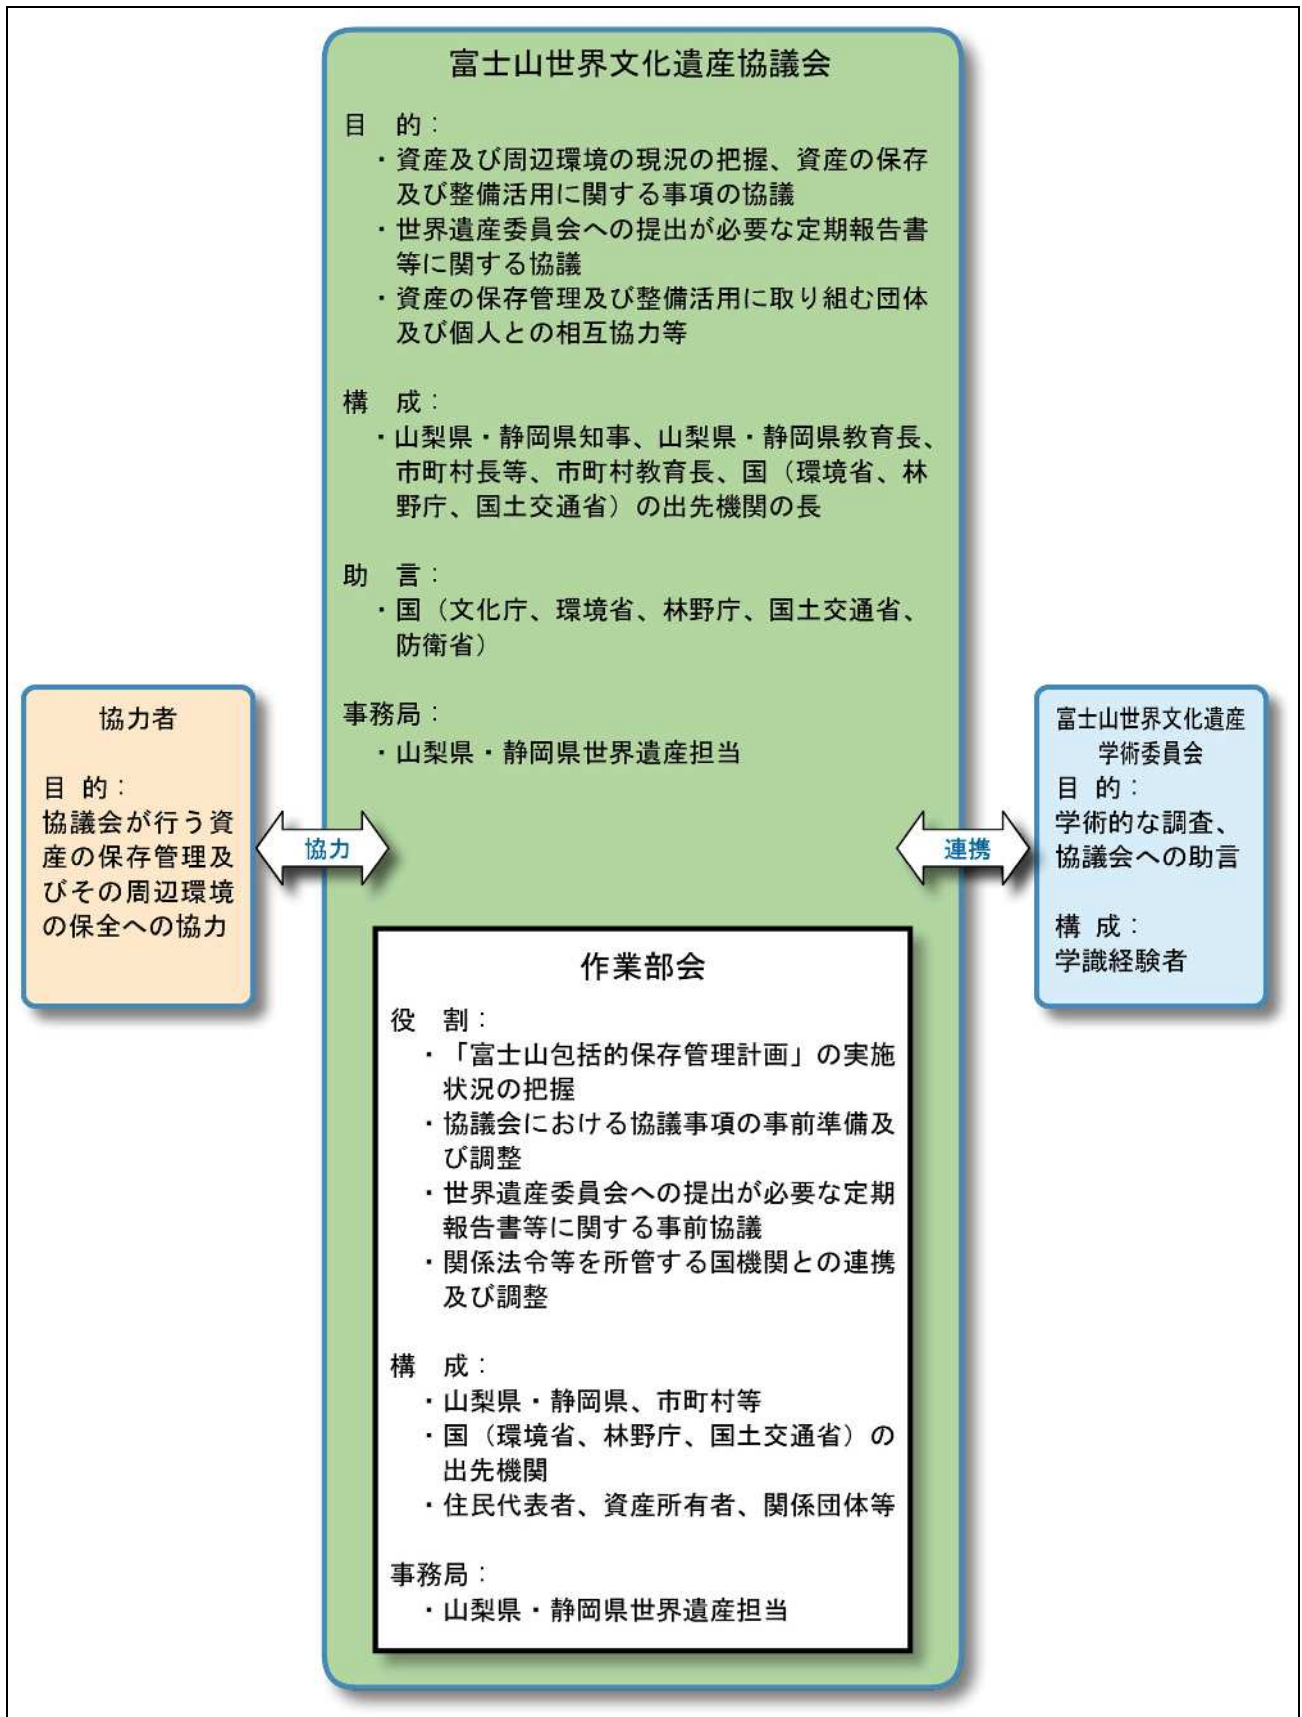 富士山世界文化遺産協議会
目　的：
・資産及び周辺環境の現況の把握、資産の保存
及び整備活用に関する事項の協議
・世界遺産委員会への提出が必要な定期報告書
等に関する協議
・資産の保存管理及び整備活用に取り組む団体
及び個人との相互協力等
構　成：
・山梨県・静岡県知事、山梨県・静岡県教育長、
市町村長等、市町村教育長、国（環境省、林
野庁、国土交通省）の出先機関の長
助　言：
・国（文化庁、環境省、林野庁、国土交通省、
防衛省）
事務局：
・山梨県・静岡県世界遺産担当
協力者
目 的：
協議会が行う資
産の保存管理及
びその周辺環境
の保全への協力
協力
連携
富士山世界文化遺産
学術委員会
目 的：
学術的な調査、
協議会への助言
構 成：
学識経験者
作業部会
役　割：
・「富士山包括的保存管理計画」の実施
状況の把握
・協議会における協議事項の事前準備及
び調整
・世界遺産委員会への提出が必要な定期
報告書等に関する事前協議
・関係法令等を所管する国機関との連携
及び調整
構　成：
・山梨県・静岡県、市町村等
・国（環境省、林野庁、国土交通省）の
出先機関
・住民代表者、資産所有者、関係団体等
事務局：
・山梨県・静岡県世界遺産担当